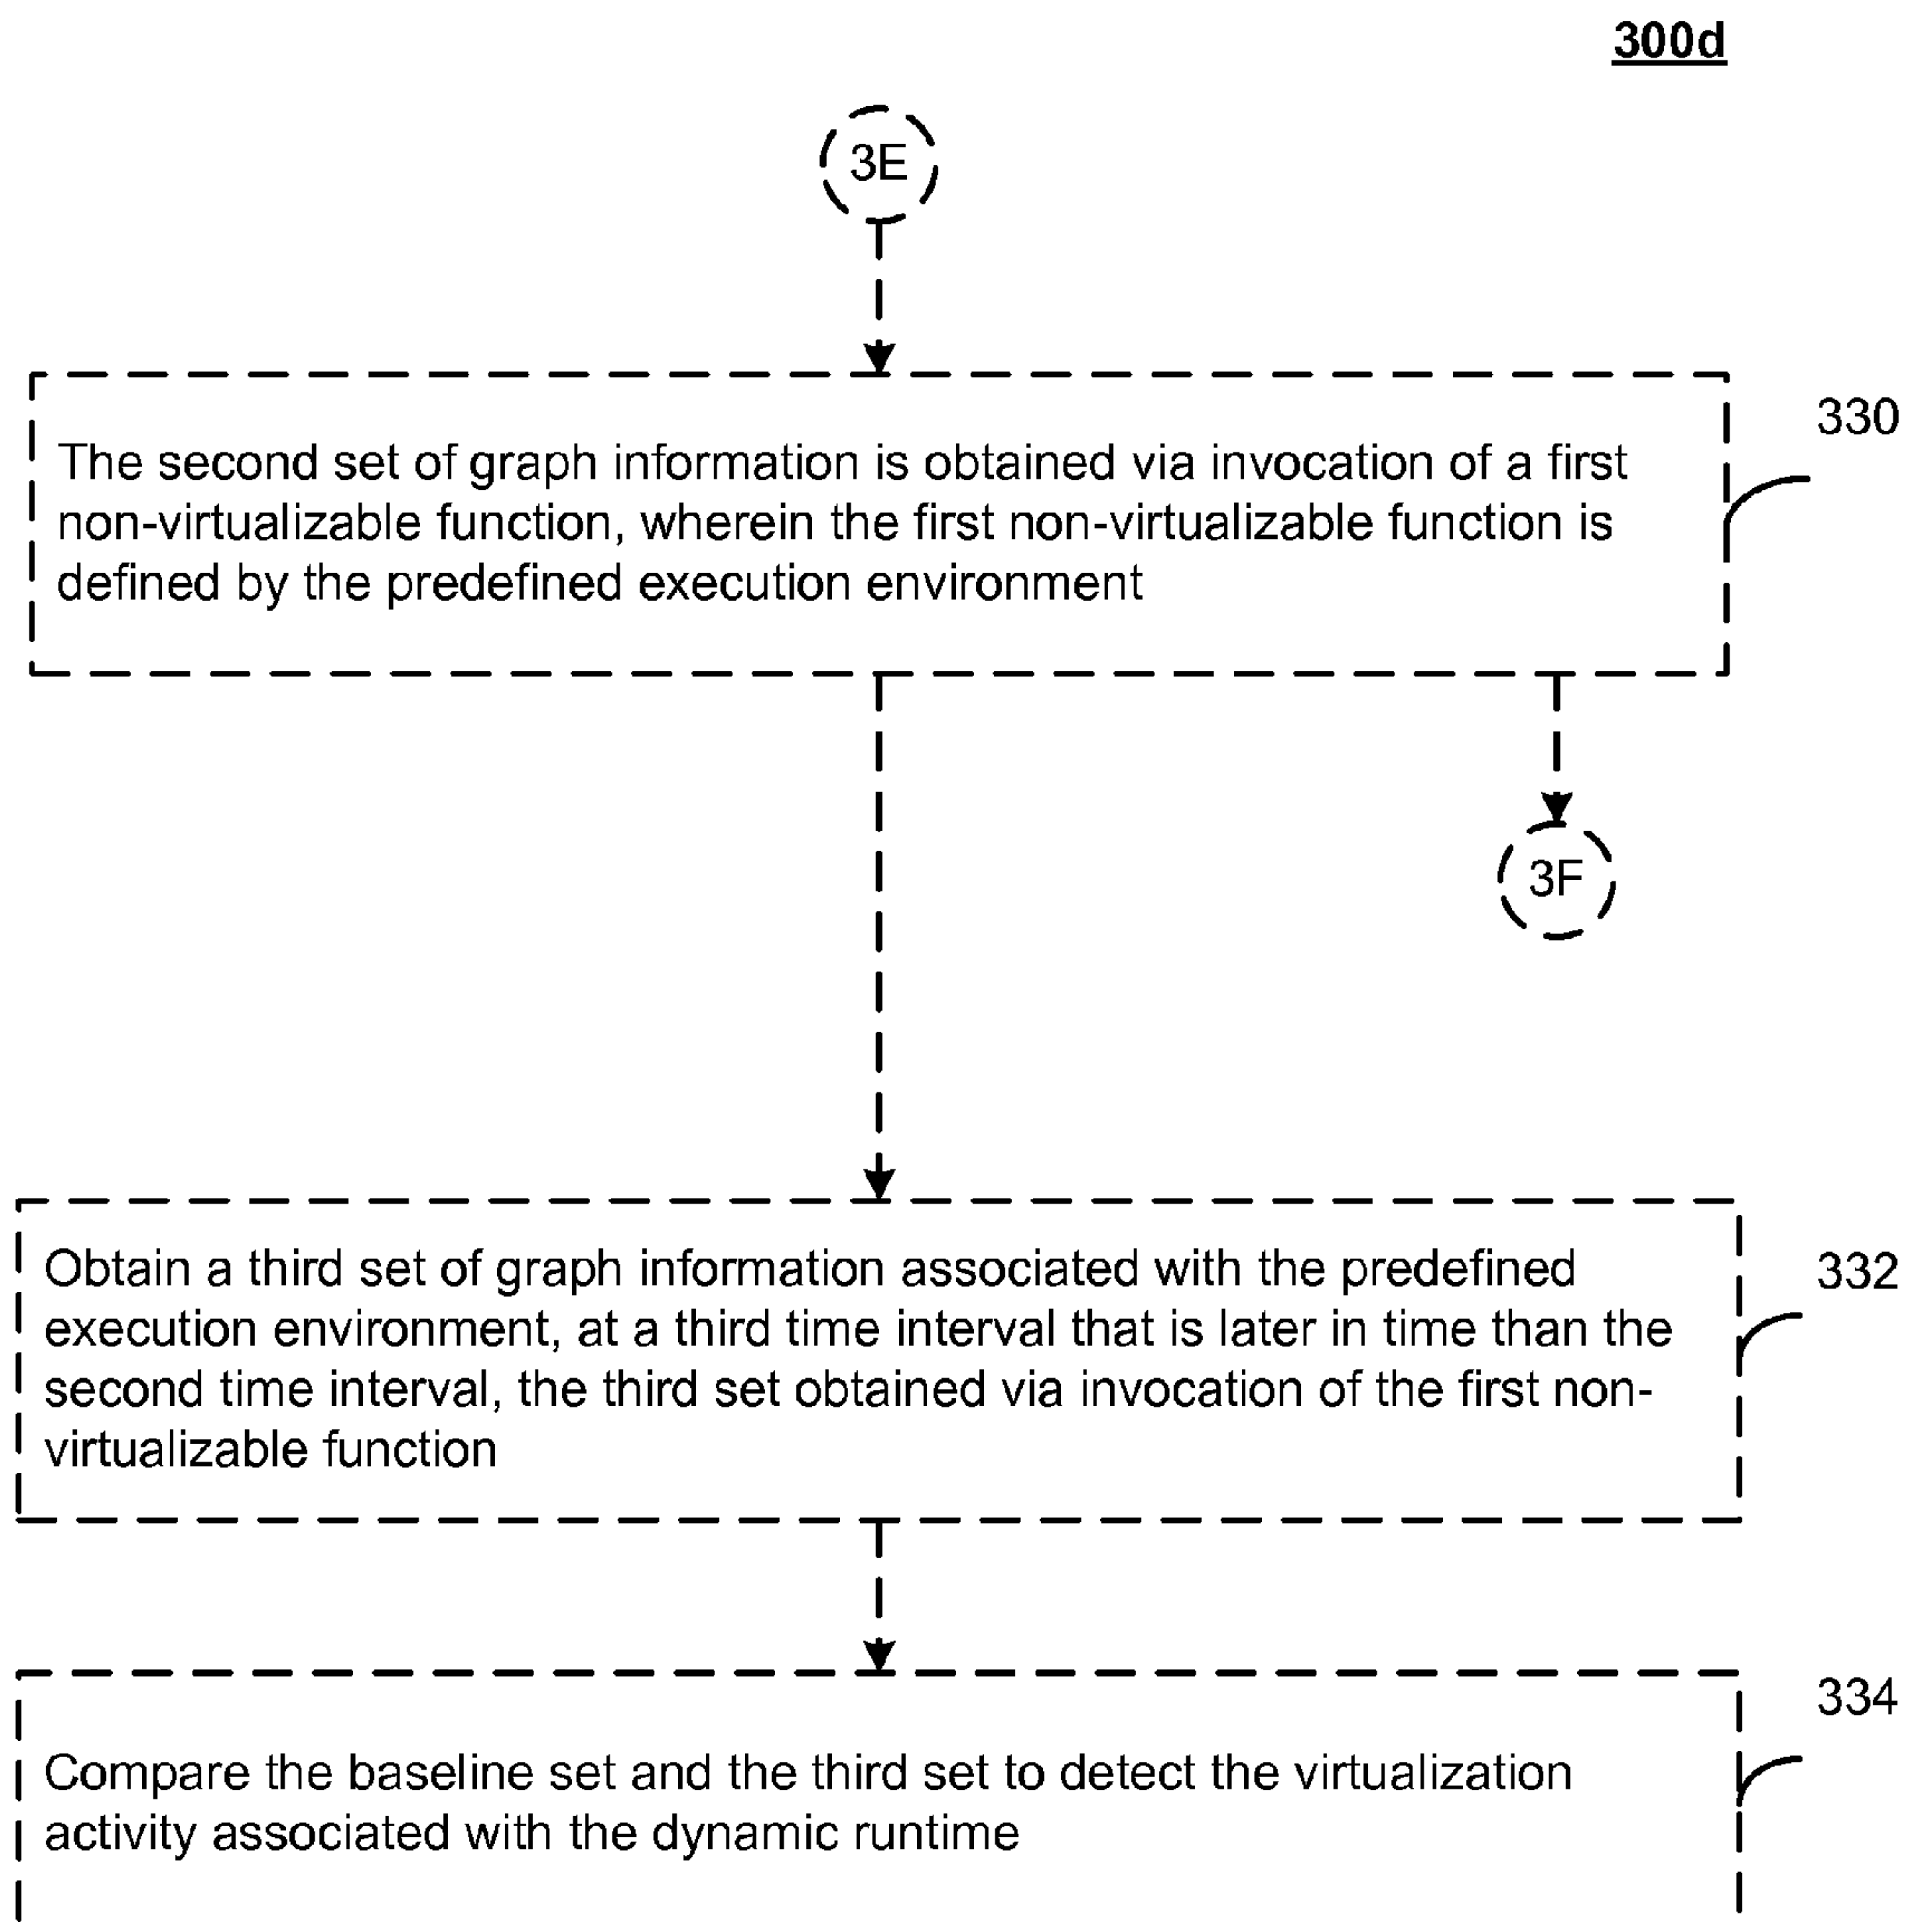 300d
3E
330
The second set of graph information is obtained via invocation of a first
non-virtualizable function, wherein the first non-virtualizable function is
defined by the predefined execution environment
3F
332
Obtain a third set of graph information associated with the predefined
execution environment, at a third time interval that is later in time than the
second time interval, the third set obtained via invocation of the first non-
virtualizable function
334
Compare the baseline set and the third set to detect the virtualization
activity associated with the dynamic runtime